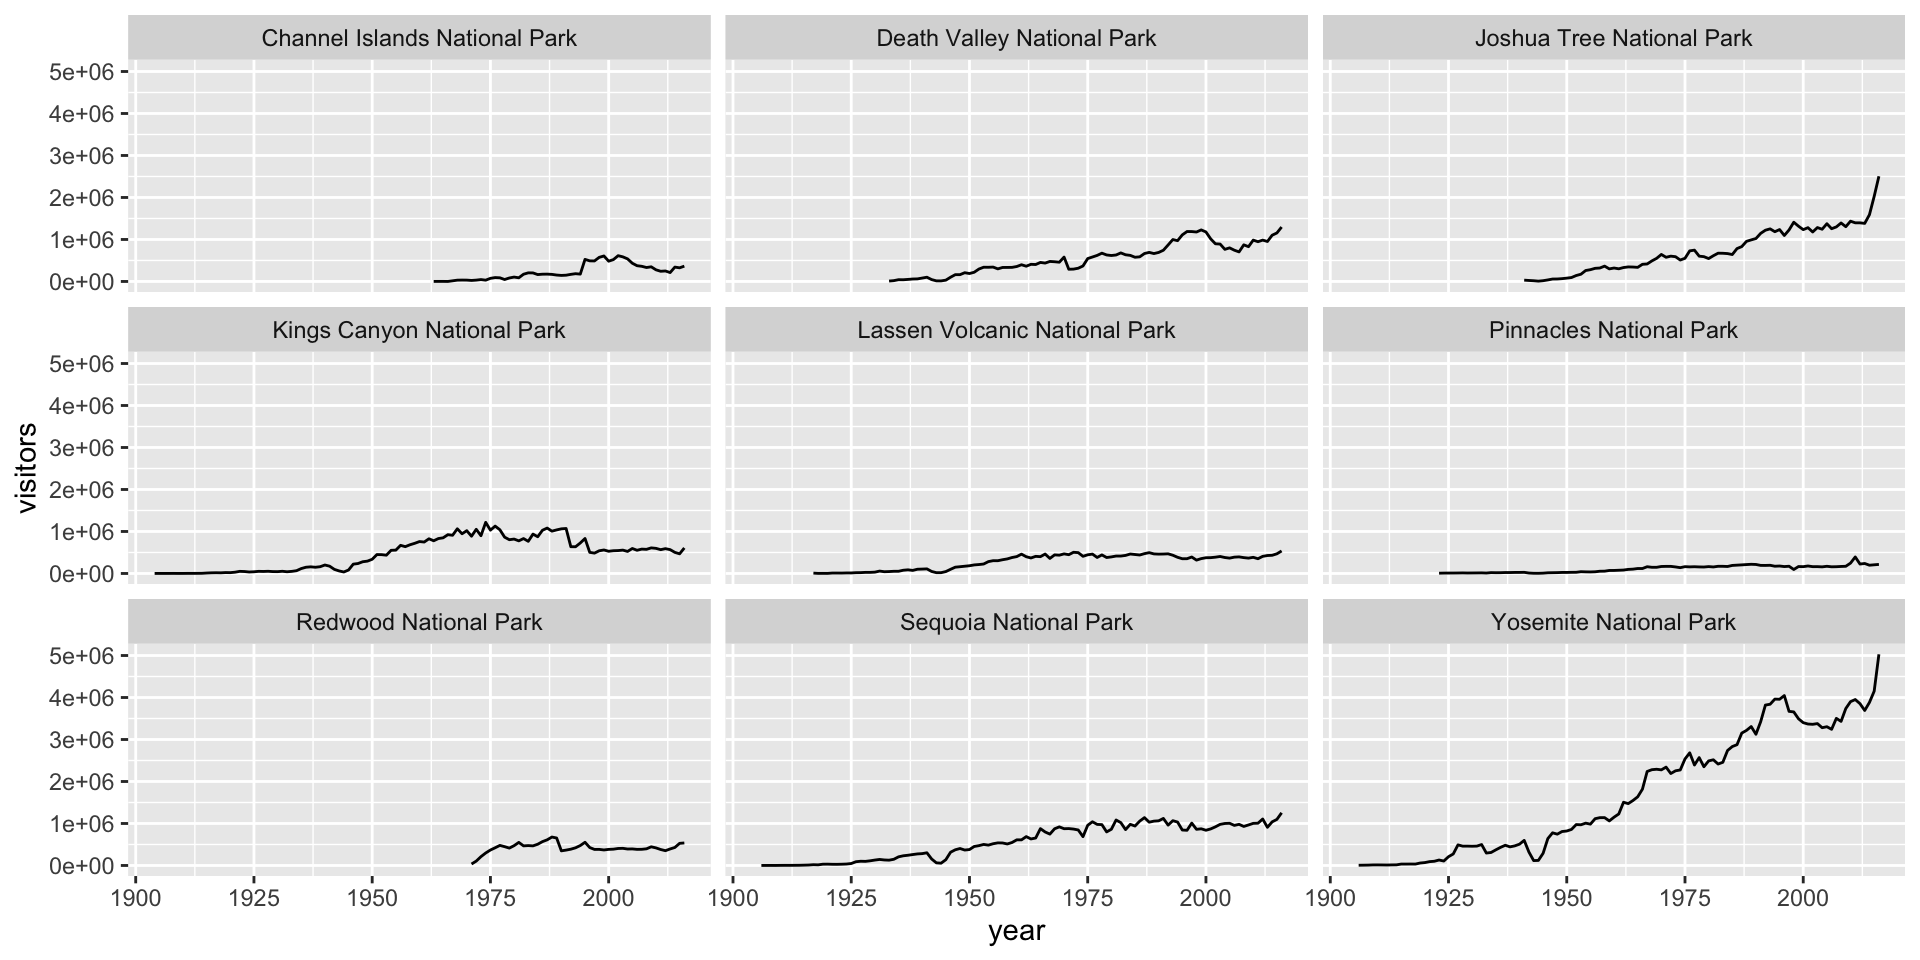 Channel Islands National Park
Death Valley National Park
Joshua Tree National Park
5e+06
4e+06
3e+06
2e+06
1e+06
0e+00
Kings Canyon National Park
Lassen Volcanic National Park
Pinnacles National Park
5e+06
4e+06
3e+06
2e+06
1e+06
0e+00
visitors
Redwood National Park
Sequoia National Park
Yosemite National Park
5e+06
4e+06
3e+06
2e+06
1e+06
0e+00
1900 1925 1950 1975 2000
1900 1925 1950 1975 2000
1900 1925 1950 1975 2000
year